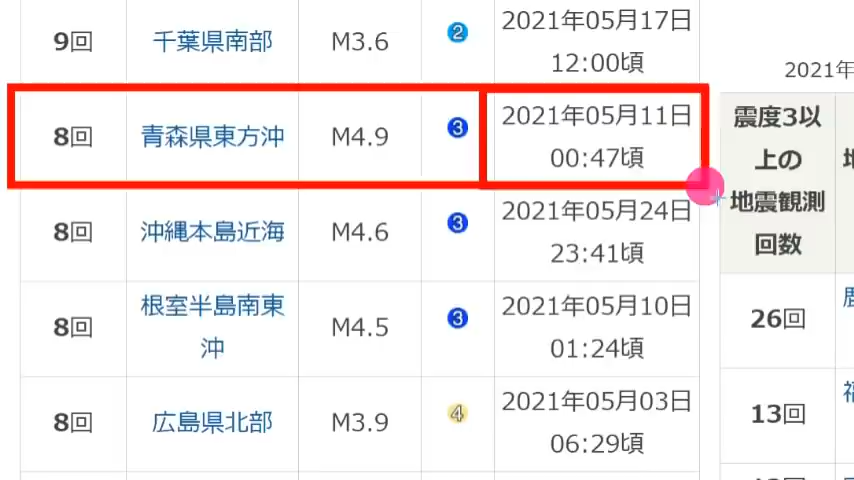 9回 千葉県南部 M3.6 2 2021年05月17日
12:00頃
8回 青森県東方沖 M4.9 3 2021年05月11日
00:47頃
8回 沖縄本島近海 M4.6 3 2021年05月24日
23:41頃
8回 根室半島南東
沖 M4.5 3 2021年05月10日
01:24頃
8回 広島県北部 M3.9 4 2021年05月03日
06:29頃
2021年
震度3以
上の
地震観測
回数
26回
13回